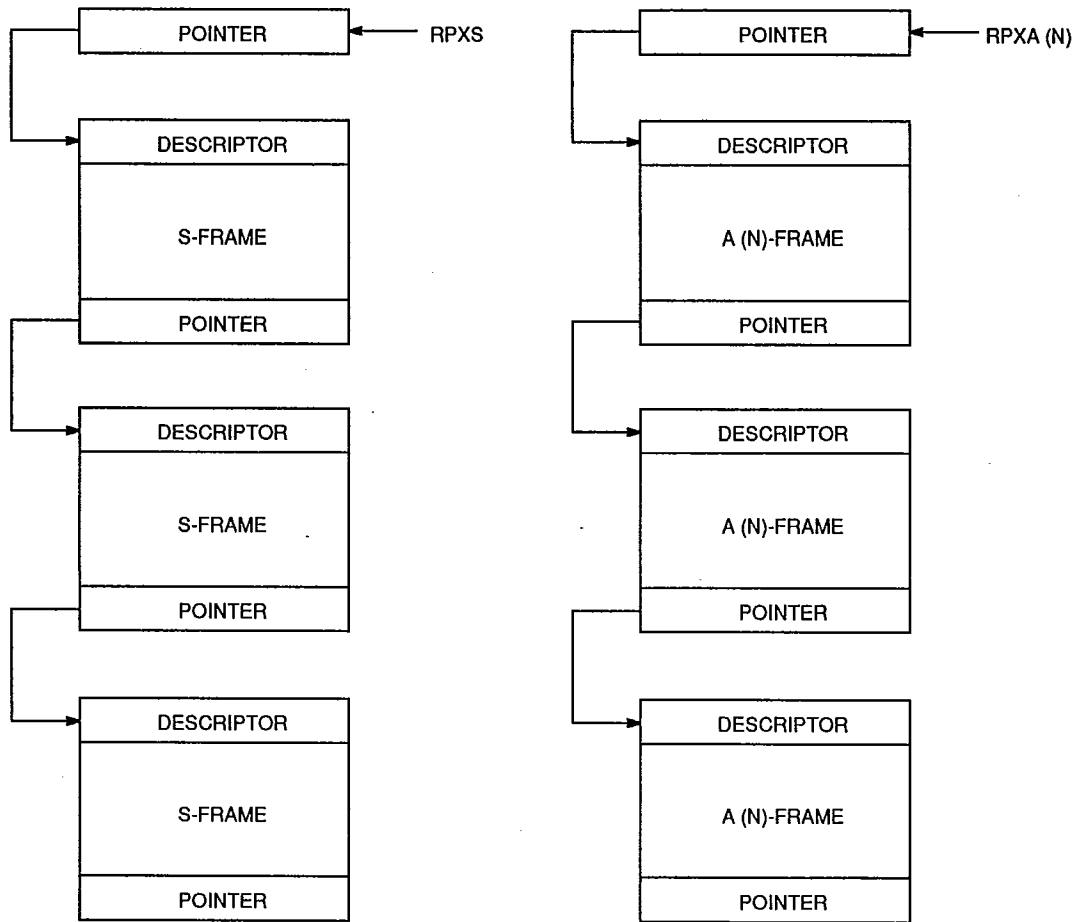 POINTER
RPXS
DESCRIPTOR
S-FRAME
POINTER
DESCRIPTOR
S-FRAME
POINTER
DESCRIPTOR
S-FRAME
POINTER
POINTER
RPXA (N)
DESCRIPTOR
A (N)-FRAME
POINTER
DESCRIPTOR
A (N)-FRAME
POINTER
DESCRIPTOR
A (N)-FRAME
POINTER